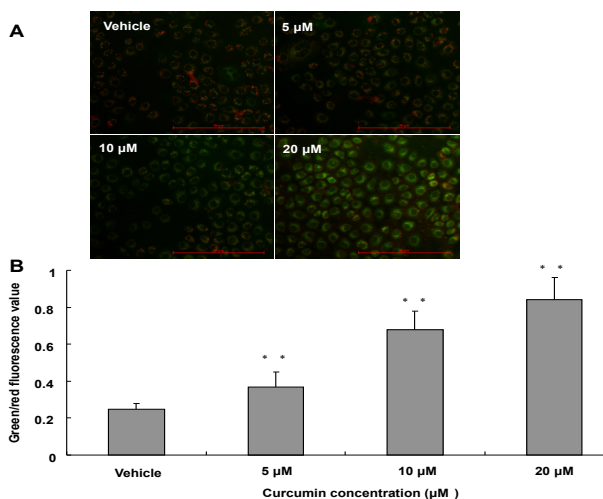 A
Vehicle
5 µM
10 µM
20 µM
B
Green/red fluorescence value
1
0.8
0.6
0.4
0.2
0
* *
* *
* *
Vehicle
5 µM
10 µM
20 µM
Curcumin concentration (µM )